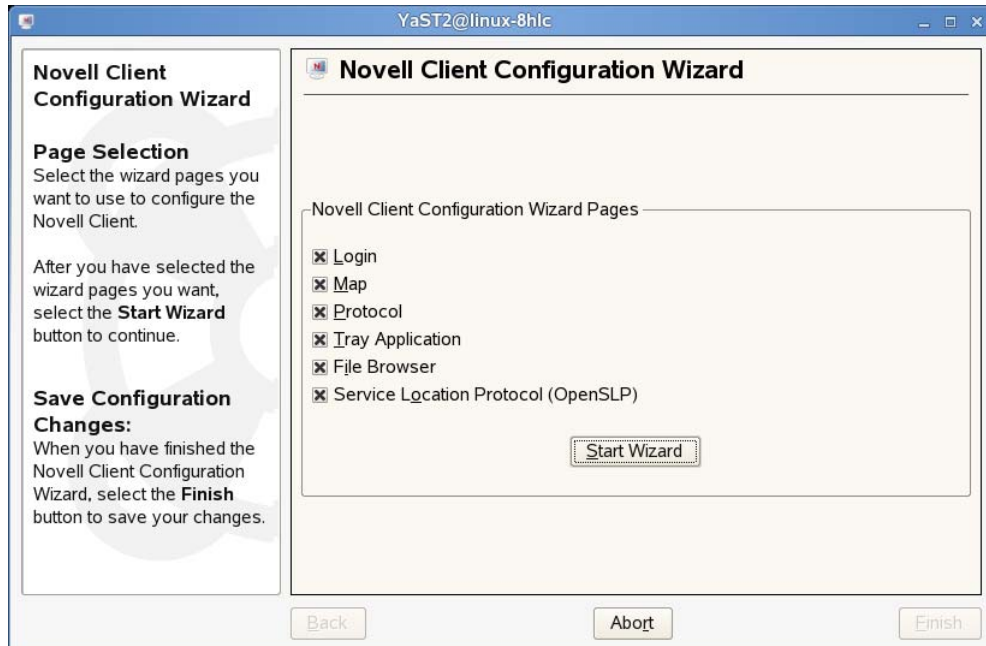 YaST2@linux-8hlc
Novell Client
Configuration Wizard
Page Selection
Select the wizard pages you
want to use to configure the
Novell Client.
After you have selected the
wizard pages you want,
select the Start Wizard
button to continue.
Save Configuration
Changes:
When you have finished the
Novell Client Configuration
Wizard, select the Finish
button to save your changes.
Novell Client Configuration Wizard
Novell Client Configuration Wizard Pages
Login
Map
Protocol
Tray Application
File Browser
Service Location Protocol (OpenSLP)
Start Wizard
Back
Abort
Finish